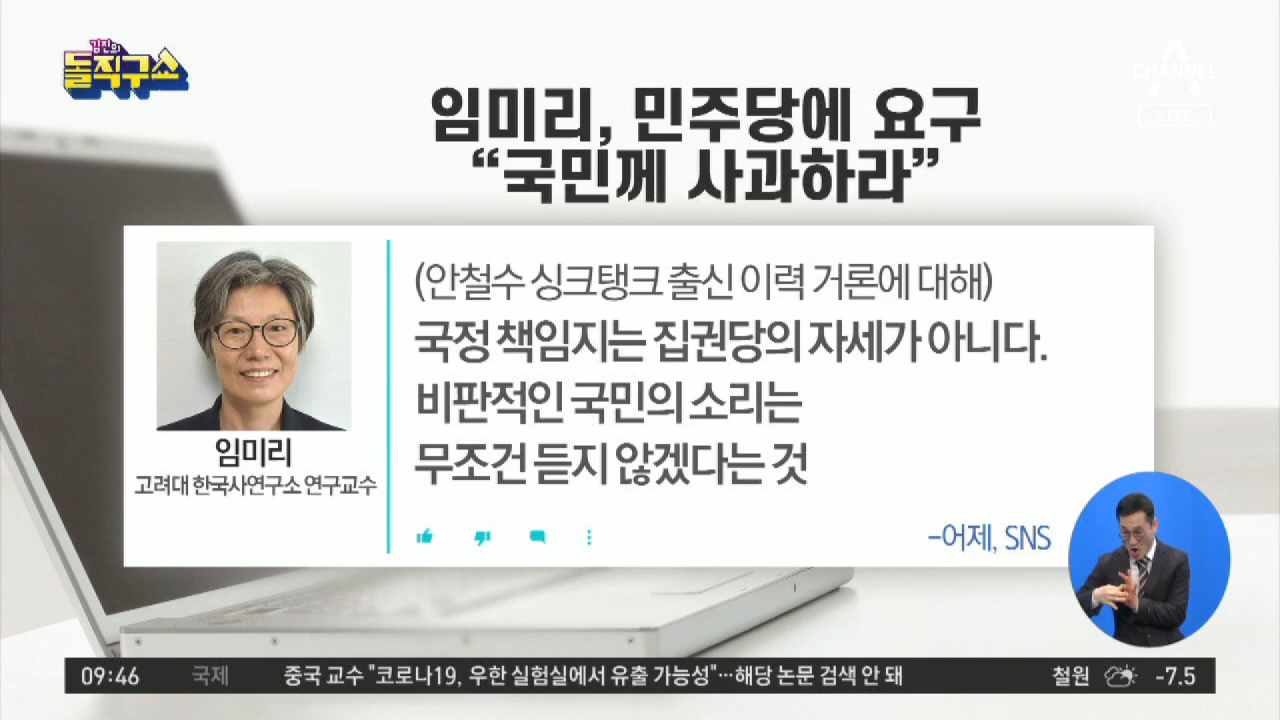 김진의
돌직구쇼
CHANNEL A
LIVE
임미리, 민주당에 요구
“국민께 사과하라”
임미리
고려대 한국사연구소 연구교수
(안철수 싱크탱크 출신 이력 거론에 대해)
국정 책임지는 집권당의 자세가 아니다.
비판적인 국민의 소리는
무조건 듣지 않겠다는 것
-어제, SNS
09:46 국제 중국 교수 "코로나19, 우한 실험실에서 유출 가능성"…해당 논문 검색 안 돼 철원 -7.5